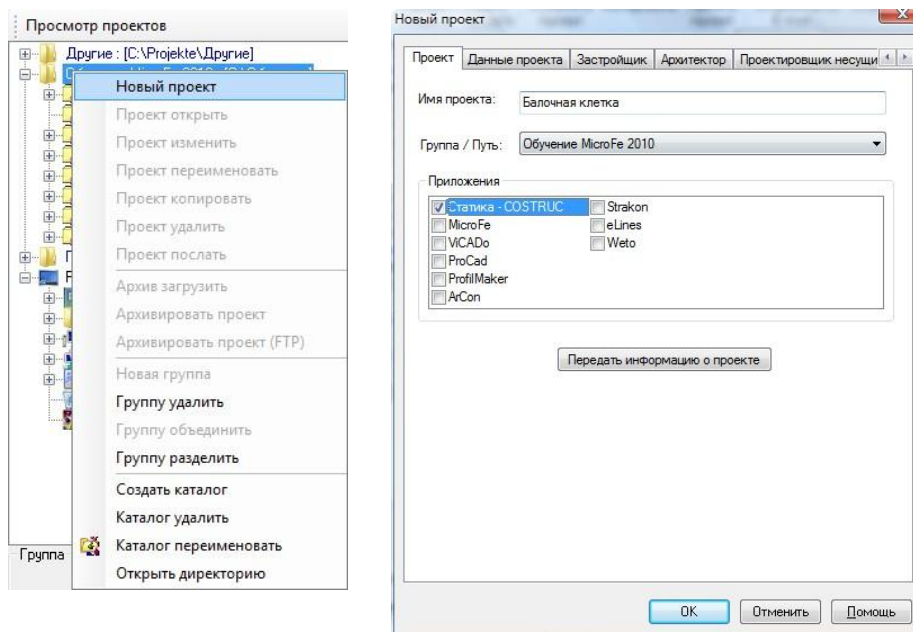 Просмотр проектов
Другие : [C:\Projekte\Другие]
Новый проект
Проект открыть
Проект изменить
Проект переименовать
Проект копировать
Проект удалить
Проект послать
Архив загрузить
Архивировать проект
Архивировать проект (FTP)
Новая группа
Группу удалить
Группу объединить
Группу разделить
Создать каталог
Каталог удалить
Каталог переименовать
Открыть директорию
Группа
Новый проект
Проект Данные проекта Застройщик Архитектор Проектировщик несущи
Имя проекта: Балочная клетка
Группа / Путь: Обучение MicroFe 2010
Приложения
Статика - COSTRUC Strakon
MicroFe eLines
ViCADo Weto
ProCad
ProfilMaker
ArCon
Передать информацию о проекте
OK Отменить Помощь